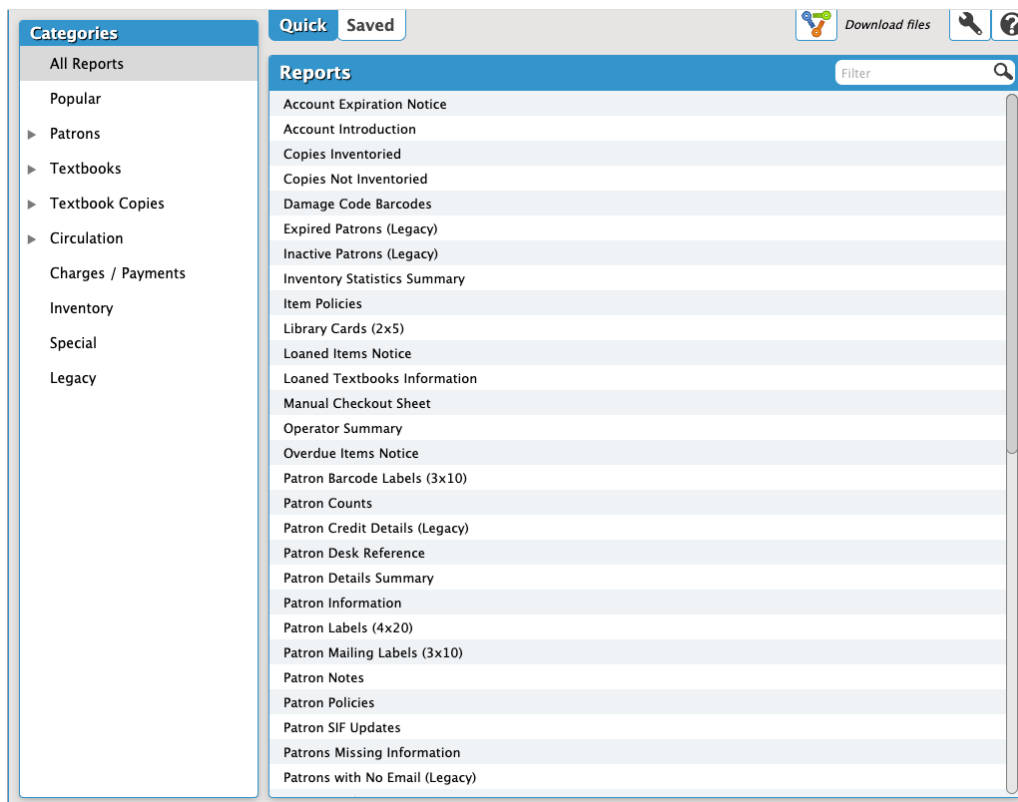 Categories
All Reports
Popular
Patrons
Textbooks
Textbook Copies
Circulation
Charges / Payments
Inventory
Special
Legacy
Quick
Saved
Download files
Reports
Filter
Account Expiration Notice
Account Introduction
Copies Inventoried
Copies Not Inventoried
Damage Code Barcodes
Expired Patrons (Legacy)
Inactive Patrons (Legacy)
Inventory Statistics Summary
Item Policies
Library Cards (2x5)
Loaned Items Notice
Loaned Textbooks Information
Manual Checkout Sheet
Operator Summary
Overdue Items Notice
Patron Barcode Labels (3x10)
Patron Counts
Patron Credit Details (Legacy)
Patron Desk Reference
Patron Details Summary
Patron Information
Patron Labels (4x20)
Patron Mailing Labels (3x10)
Patron Notes
Patron Policies
Patron SIF Updates
Patrons Missing Information
Patrons with No Email (Legacy)